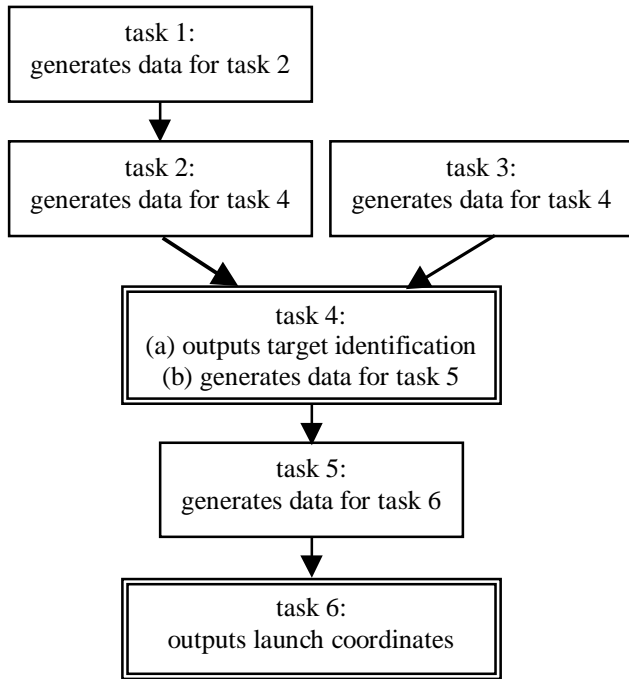 task 1:
generates data for task 2
task 2:
generates data for task 4
task 3:
generates data for task 4
task 4:
(a) outputs target identification
(b) generates data for task 5
task 5:
generates data for task 6
task 6:
outputs launch coordinates